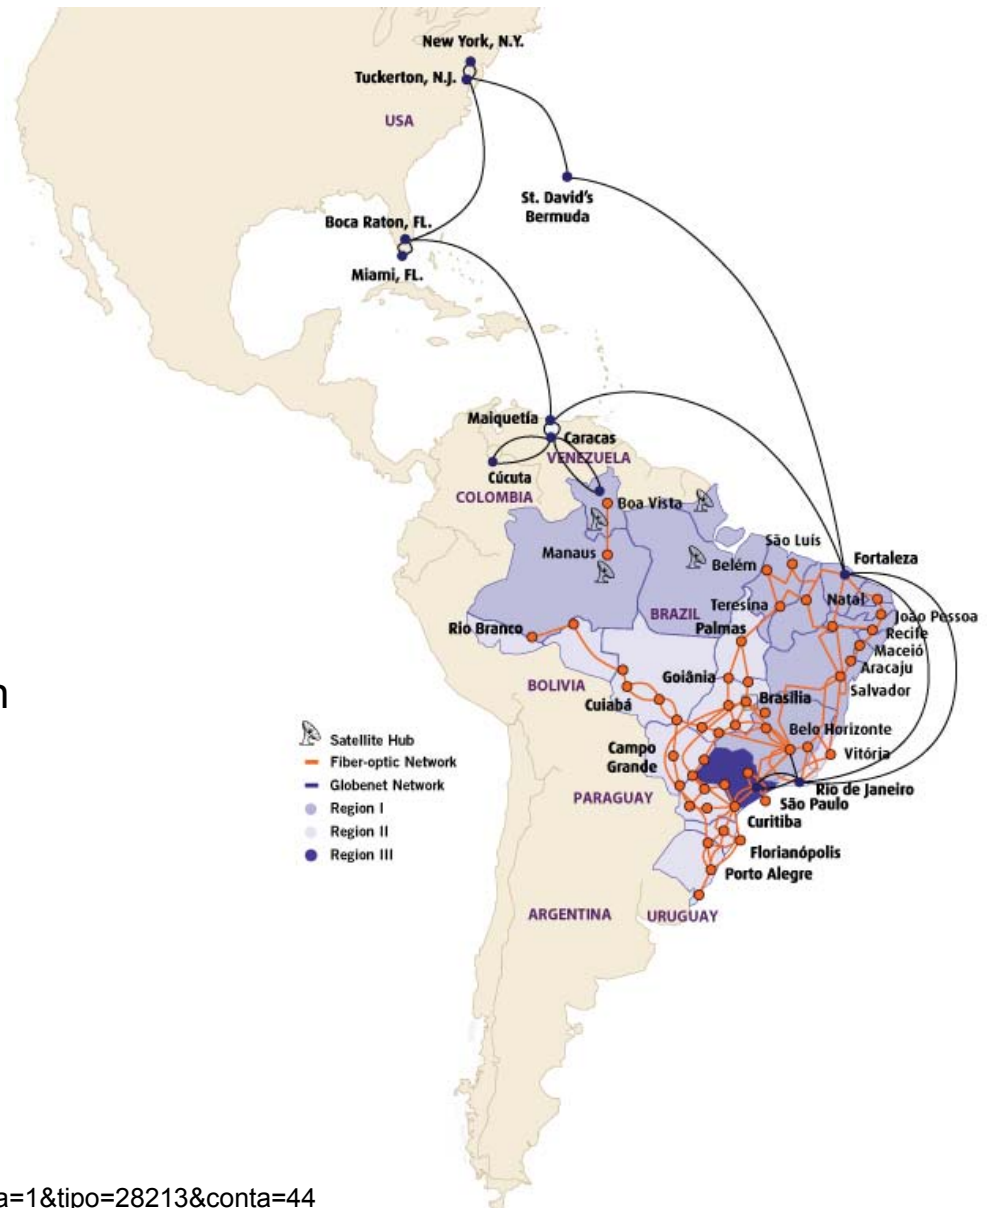 New York, N.Y.
Tuckerton, N.J.
USA
St. David's
Bermuda
Boca Raton, FL.
Miami, FL.
Maiquetía
Caracas
VENEZUELA
Cúcuta
COLOMBIA
Boa Vista
São Luís
Manaus
Belém
Fortaleza
Teresina
Natal
BRAZIL
João Pessoa
Rio Branco
Palmas
Recife
Maceió
Aracaju
Goiânia
BOLIVIA
Salvador
Cuiabá
Brasília
n
Belo Horizonte
Satellite Hub
Campo
Grande
Vitória
Fiber-optic Network
Globenet Network
Rio de Janeiro
PARAGUAY
São Paulo
Region I
Curitiba
Region II
Region III
Florianópolis
Porto Alegre
ARGENTINA
URUGUAY
a=1&tipo=28213&conta=44